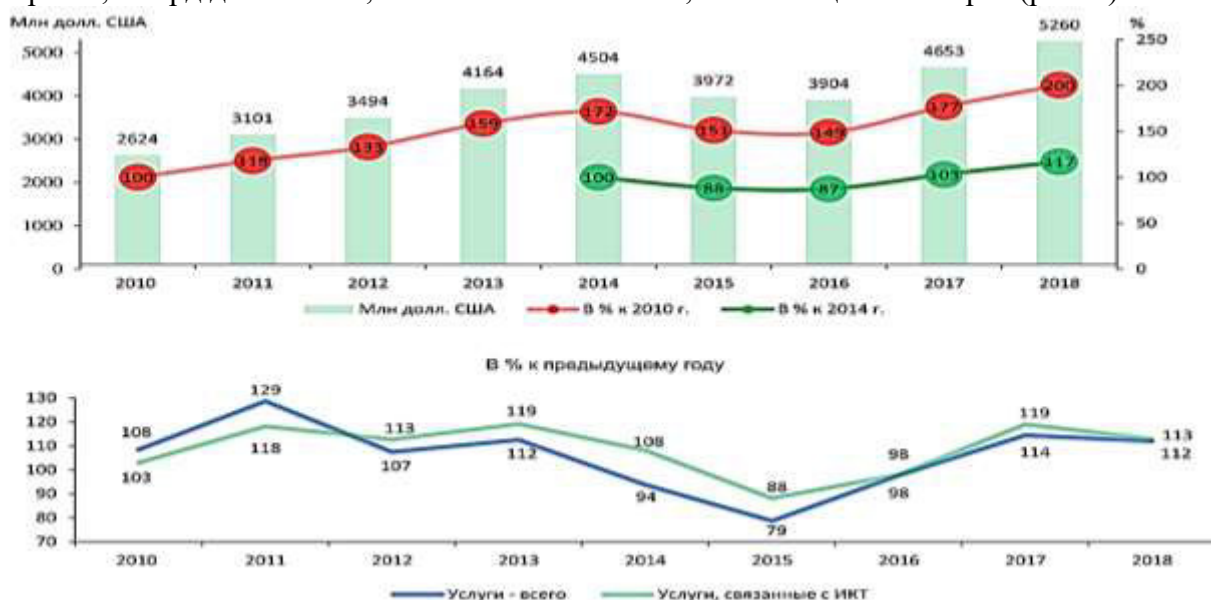 Млн долл. США %
5000 4000 3000 2000 1000 0
2624 3101 3494 4164 4504 3972 3904 4653 5260
250 200 150 100 50 0
100 118 133 159 172 151 149 177 200
100 88 87 103 117
2010 2011 2012 2013 2014 2015 2016 2017 2018
Млн долл. США В % к 2010 г. В % к 2014 г.
В % к предыдущему году
130 120 110 100 90 80 70
108 129 107 112 94 79 98 114 112
103 118 113 119 108 88 98 119 113
2010 2011 2012 2013 2014 2015 2016 2017 2018
Услуги - всего Услуги, связанные с ИКТ